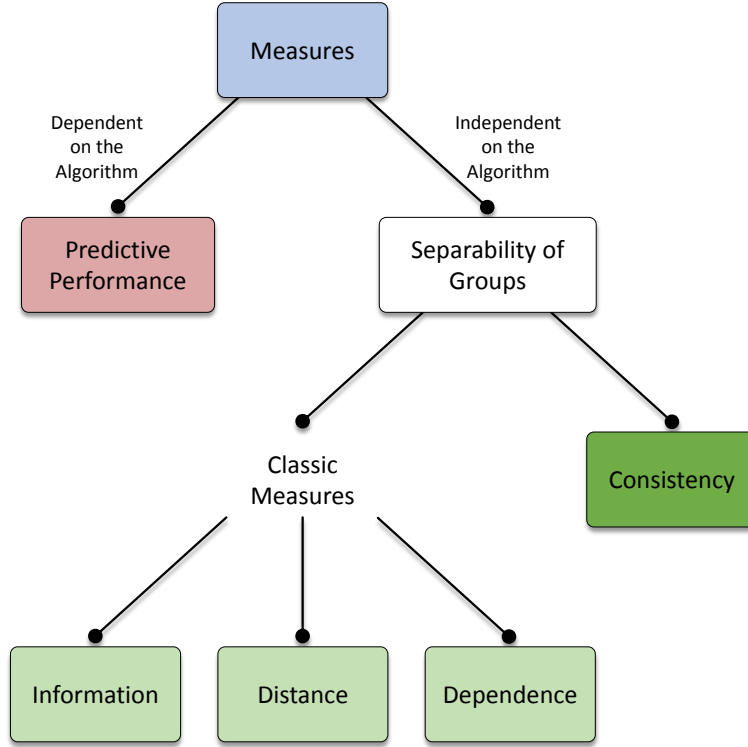 Measures
Dependent
on the
Algorithm
Independent
on the
Algorithm
Predictive
Performance
Separability of
Groups
Classic
Measures
Consistency
Information
Distance
Dependence